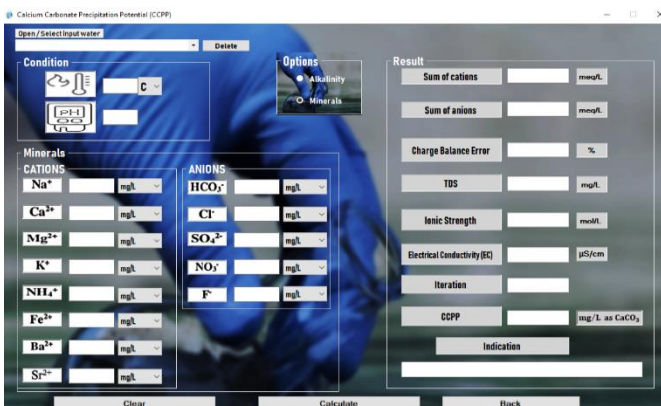 Calcium Carbonate Precipitation Potential (CCPP)
Open / Select input water
Delete
Condition
C
PH
Options
Alkalinity
Minerals
Minerals
CATIONS
Na⁺ mg/L
Ca²⁺ mg/L
Mg²⁺ mg/L
K⁺ mg/L
NH₄⁺ mg/L
Fe²⁺ mg/L
Ba²⁺ mg/L
Sr²⁺ mg/L
ANIONS
HCO₃⁻ mg/L
Cl⁻ mg/L
SO₄²⁻ mg/L
NO₃⁻ mg/L
F⁻ mg/L
Result
Sum of cations meq/L
Sum of anions meq/L
Charge Balance Error %
TDS mg/L
Ionic Strength mol/L
Electrical Conductivity (EC) µS/cm
Iteration
CCPP mg/L as CaCO₃
Indication
Clear Calculate Back